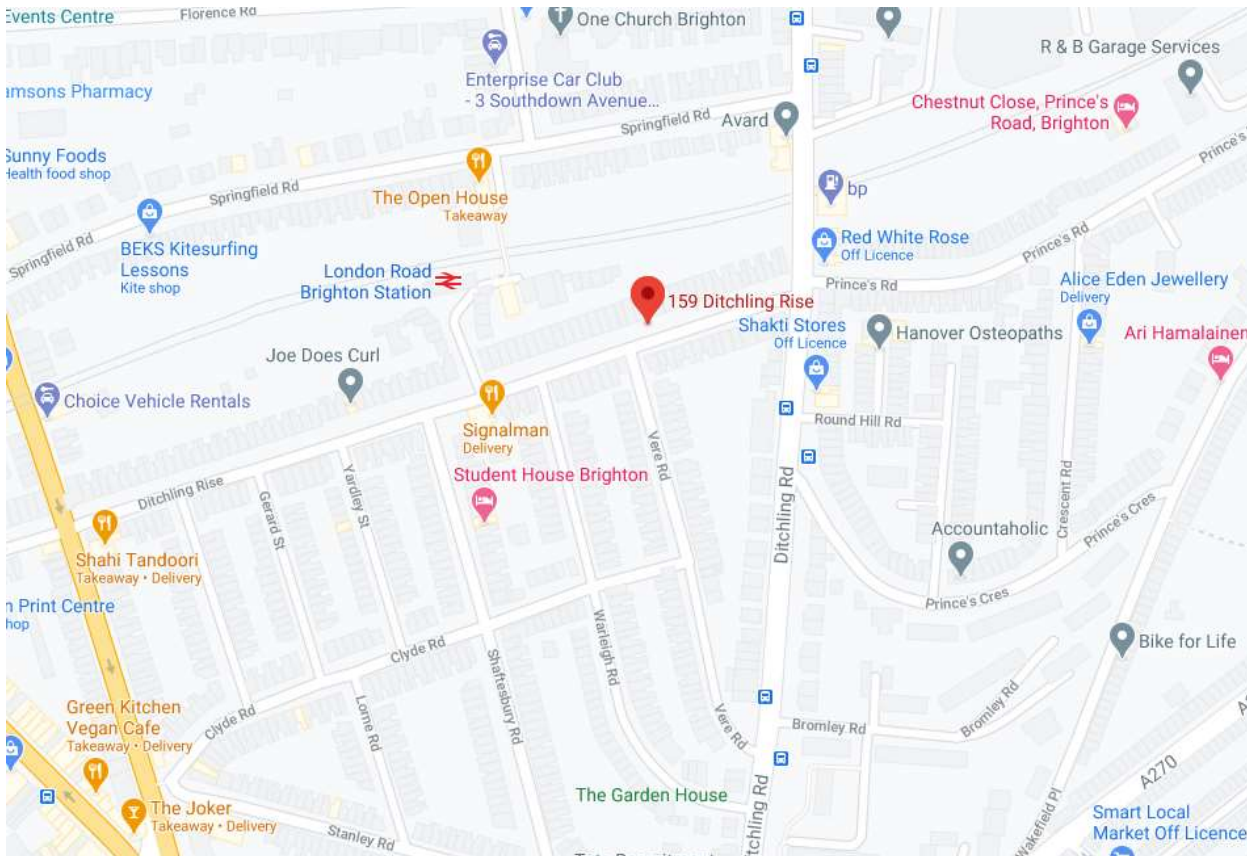 Events Centre
Florence Rd
One Church Brighton
R & B Garage Services
Enterprise Car Club
- 3 Southdown Avenue...
amsons Pharmacy
Chestnut Close, Prince's
Road, Brighton
Springfield Rd
Avard
Prince's
Sunny Foods
Health food shop
Springfield Rd
The Open House
Takeaway
bp
Springfield Rd
BEKS Kitesurfing
Lessons
Kite shop
Red White Rose
Off Licence
Prince's Rd
London Road
Brighton Station
Prince's Rd
Alice Eden Jewellery
Delivery
159 Ditchling Rise
Shakti Stores
Off Licence
Hanover Osteopaths
Ari Hamalainen
Joe Does Curl
Choice Vehicle Rentals
Signalman
Delivery
Round Hill Rd
Vere Rd
Student House Brighton
Ditchling Rise
Gerard St
Yardley St
Ditchling Rd
Crescent Rd
Prince's Cres
Accountaholic
Shahi Tandoori
Takeaway • Delivery
n Print Centre
hop
Prince's Cres
Warleigh Rd
Clyde Rd
Bike for Life
Shaftesbury Rd
Lorne Rd
Clyde Rd
Green Kitchen
Vegan Cafe
Takeaway • Delivery
Vere Rd
Bromley Rd
Bromley Rd
A270
The Garden House
The Joker
Takeaway • Delivery
Stanley Rd
tchling Rd
Wakefield Pl
Smart Local
Market Off Licence